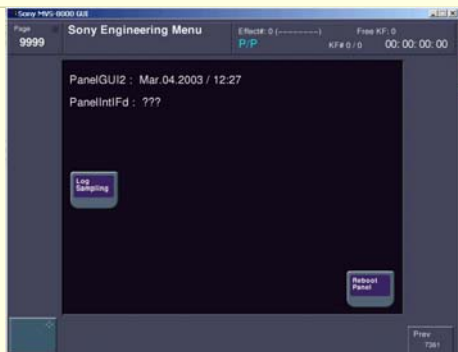 Sony MVS-8000 GUI
Page
9999
Sony Engineering Menu
Effect#: 0 (--------)
Free KF: 0
P/P
KF# 0 / 0
00: 00: 00: 00
PanelGUI2 : Mar.04.2003 / 12:27
PanelIntlFd : ???
Log
Sampling
Reboot
Panel
Prev
7361